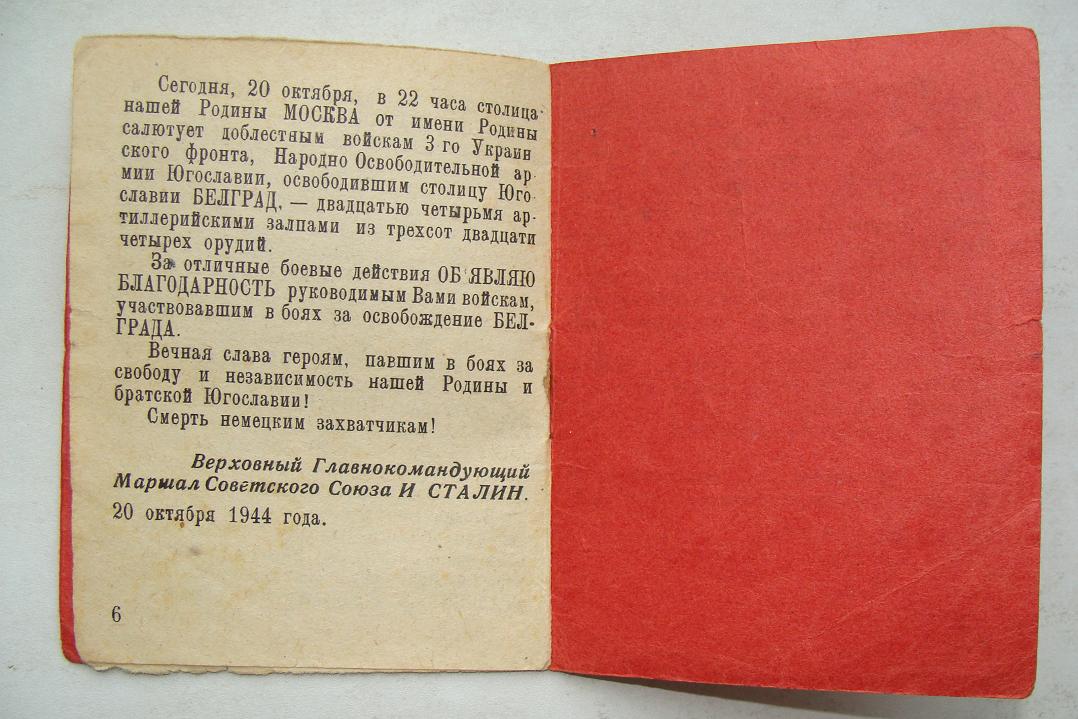 Сегодня, 20 октября, в 22 часа столица
нашей Родины МОСКВА от имени Родины
салютует доблестным войскам 3 го Украин
ского фронта, Народно Освободительной ар
мии Югославии, освободившим столицу Юго
славии БЕЛГРАД, — двадцатью четырьмя ар-
тиллерийскими залпами из трехсот двадцати
четырех орудий.
За отличные боевые действия ОБ'ЯВЛЯЮ
БЛАГОДАРНОСТЬ руководимым Вами войскам,
участвовавшим в боях за освобождение БЕЛ-
ГРАДА.
Вечная слава героям, павшим в боях за
свободу и независимость нашей Родины и
братской Югославии!
Смерть немецким захватчикам!
Верховный Главнокомандующий
Маршал Советского Союза И СТАЛИН.
20 октября 1944 года.
6